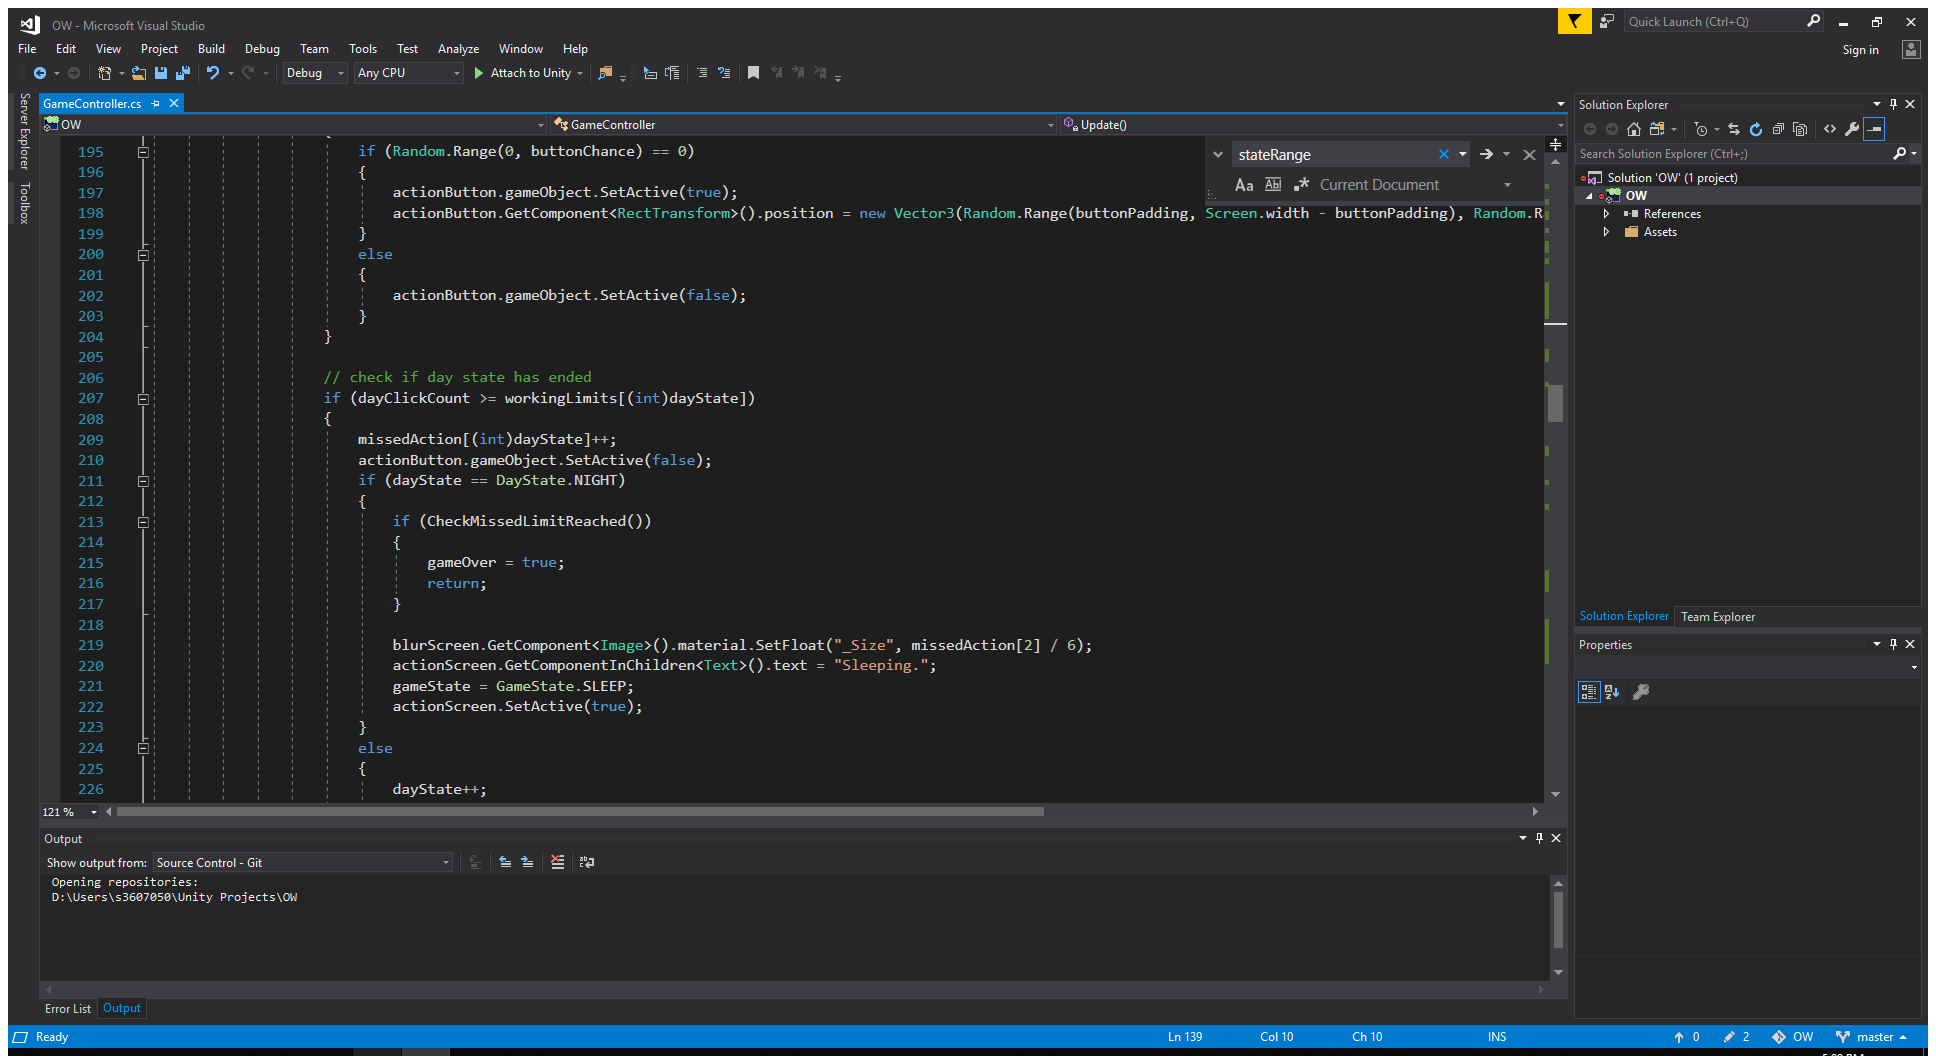 OW - Microsoft Visual Studio
Quick Launch (Ctrl+Q)
File Edit View Project Build Debug Team Tools Test Analyze Window Help
Sign in
Debug Any CPU Attach to Unity
Server Explorer
Toolbox
GameController.cs
OW GameController Update()
stateRange
Aa Ab .* Current Document
195 if (Random.Range(0, buttonChance) == 0)
196 {
197 actionButton.gameObject.SetActive(true);
198 actionButton.GetComponent<RectTransform>().position = new Vector3(Random.Range(buttonPadding, Screen.width - buttonPadding), Random.R
199 }
200 else
201 {
202 actionButton.gameObject.SetActive(false);
203 }
204 }
205
206 // check if day state has ended
207 if (dayClickCount >= workingLimits[(int)dayState])
208 {
209 missedAction[(int)dayState]++;
210 actionButton.gameObject.SetActive(false);
211 if (dayState == DayState.NIGHT)
212 {
213 if (CheckMissedLimitReached())
214 {
215 gameOver = true;
216 return;
217 }
218
219 blurScreen.GetComponent<Image>().material.SetFloat("_Size", missedAction[2] / 6);
220 actionScreen.GetComponentInChildren<Text>().text = "Sleeping.";
221 gameState = GameState.SLEEP;
222 actionScreen.SetActive(true);
223 }
224 else
225 {
226 dayState++;
121 %
Output
Show output from: Source Control - Git
Opening repositories:
D:\Users\s3607050\Unity Projects\OW
Error List Output
Solution Explorer
Search Solution Explorer (Ctrl+;)
Solution 'OW' (1 project)
OW
References
Assets
Solution Explorer Team Explorer
Properties
Ready Ln 139 Col 10 Ch 10 INS 0 2 OW master